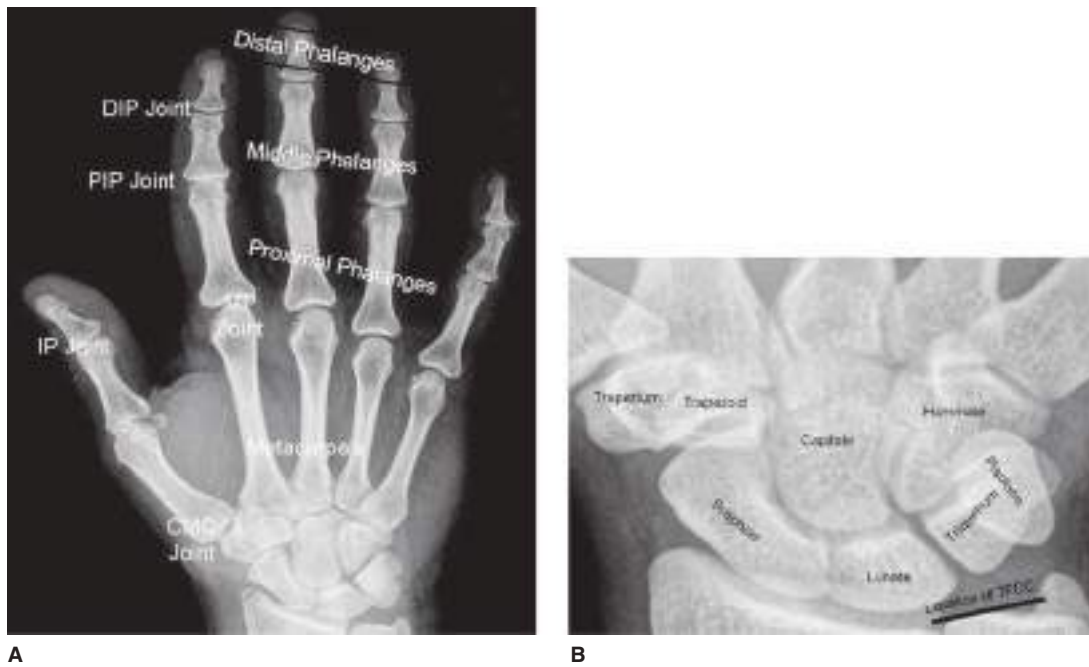 Distal Phalanges
DIP Joint
Middle Phalanges
PIP Joint
Proximal Phalanges
Joint
IP Joint
Metacarpals
CMC
Joint
A
Trapezium
Trapezoid
Capitate
Hammate
Pisiform
Triquetrum
Scaphoid
Lunate
Location of TFCC
B